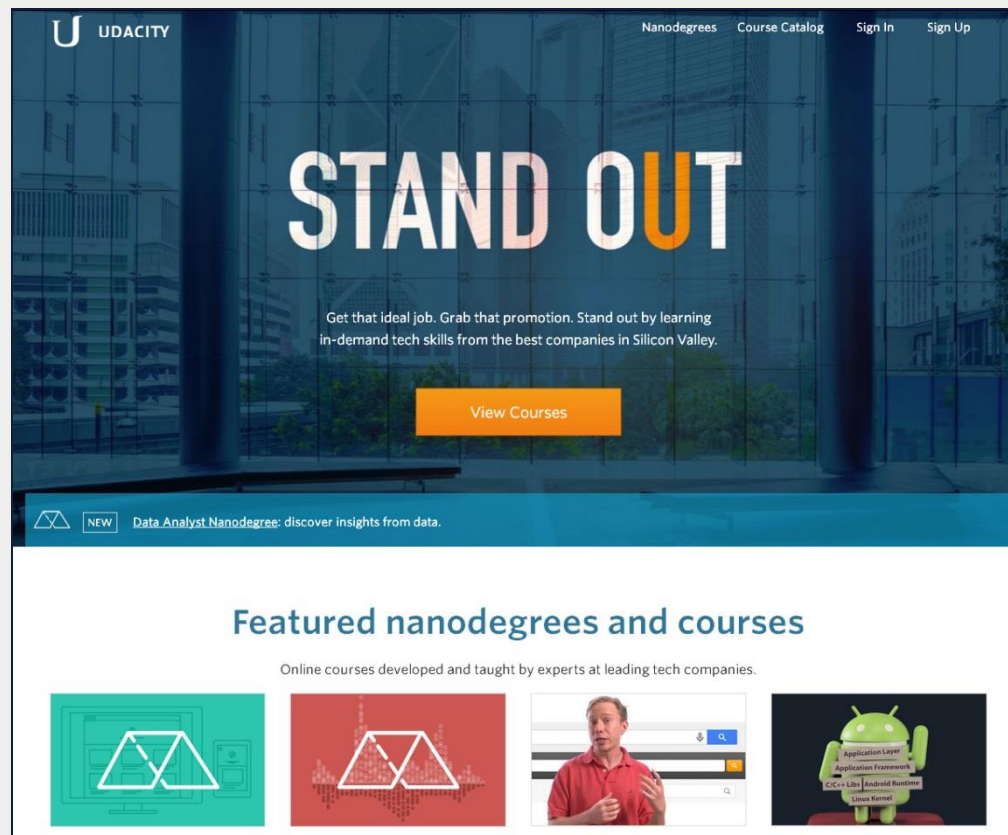 UDACITY
Nanodegrees Course Catalog Sign In Sign Up
STAND OUT
Get that ideal job. Grab that promotion. Stand out by learning
in-demand tech skills from the best companies in Silicon Valley.
View Courses
NEW Data Analyst Nanodegree: discover insights from data.
Featured nanodegrees and courses
Online courses developed and taught by experts at leading tech companies.
Application Layer
Application Framework
C/C++ Libs Android Runtime
Linux Kernel